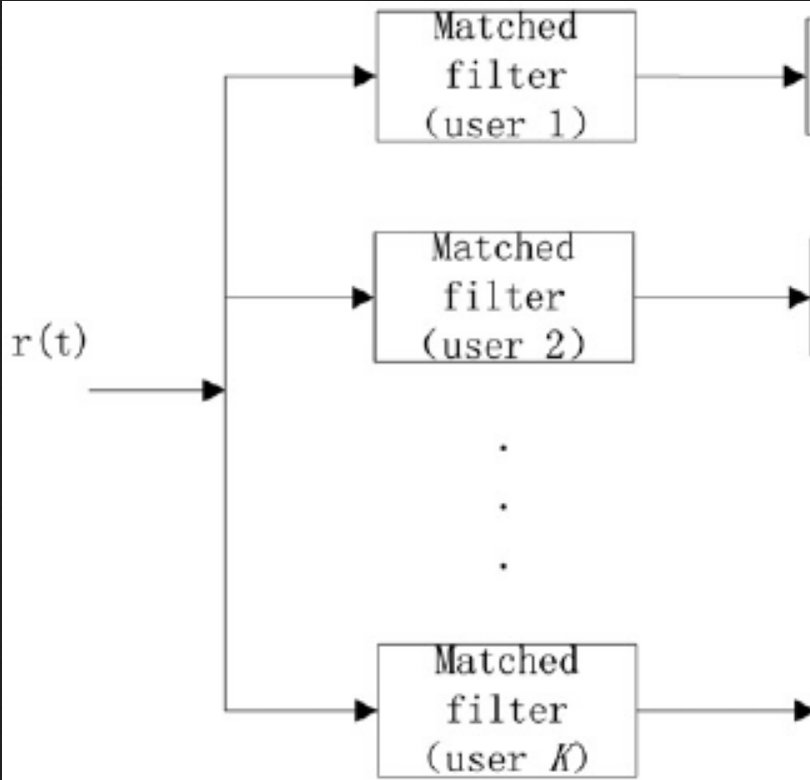 Matched
filter
(user 1)
Matched
filter
(user 2)
r(t)
Matched
filter
(user K)